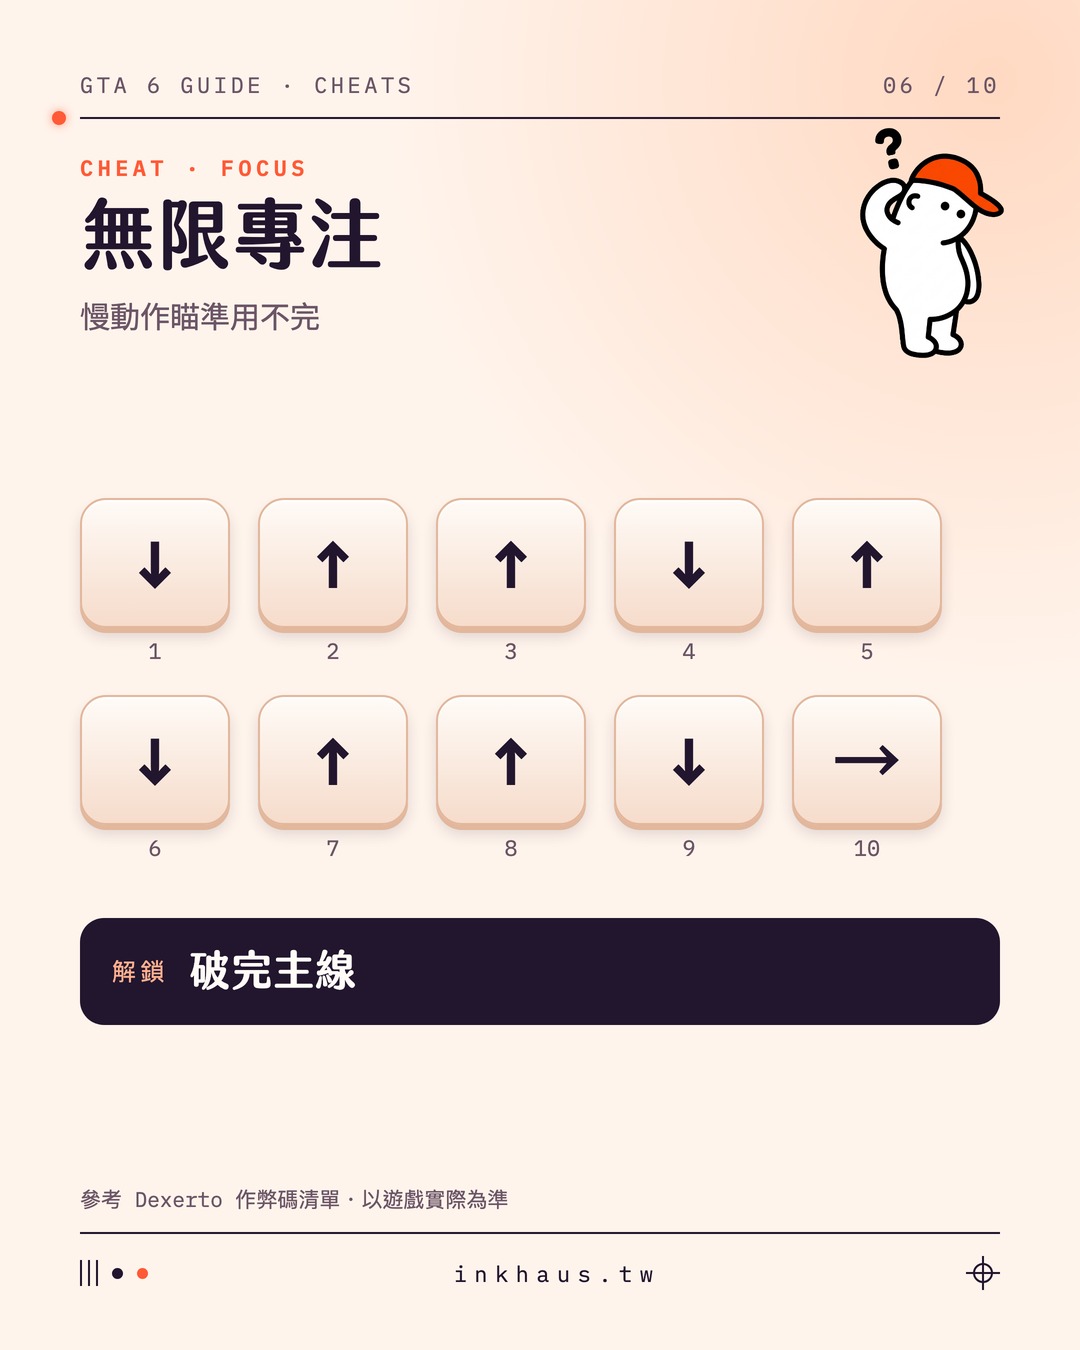 GTA 6 GUIDE · CHEATS
06 / 10
?
CHEAT · FOCUS
無限專注
慢動作瞄準用不完
↓ ↑ ↑ ↓ ↑
1 2 3 4 5
↓ ↑ ↑ ↓ →
6 7 8 9 10
解鎖 破完主線
參考 Dexerto 作弊碼清單·以遊戲實際為準
inkhaus.tw